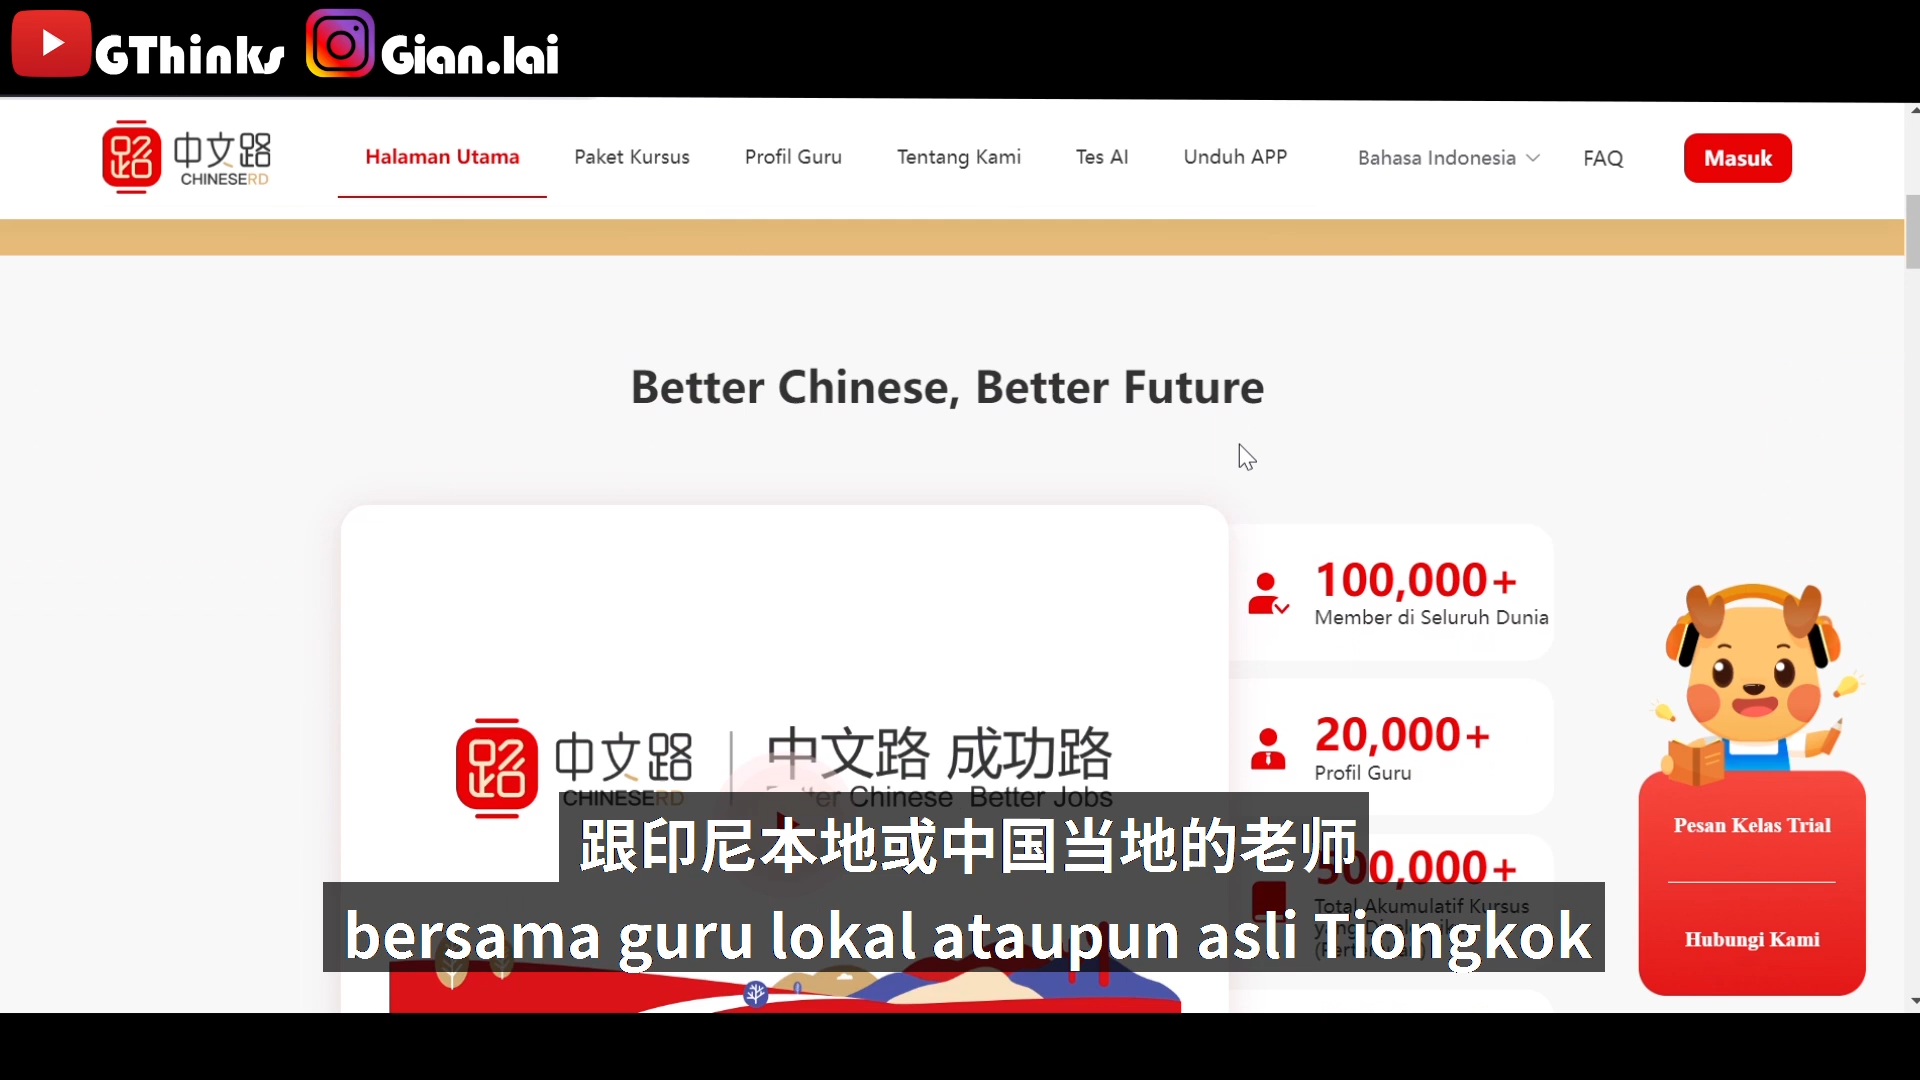 GThinks Gian.lai
中文路
CHINESERD
Halaman Utama Paket Kursus Profil Guru Tentang Kami Tes AI Unduh APP Bahasa Indonesia FAQ Masuk
Better Chinese, Better Future
100,000+
Member di Seluruh Dunia
20,000+
Profil Guru
500,000+
Total Akumulatif Kursus
中文路 中文路 成功路
CHINESERD Better Chinese Better Jobs
跟印尼本地或中国当地的老师
bersama guru lokal ataupun asli Tiongkok
Pesan Kelas Trial
Hubungi Kami